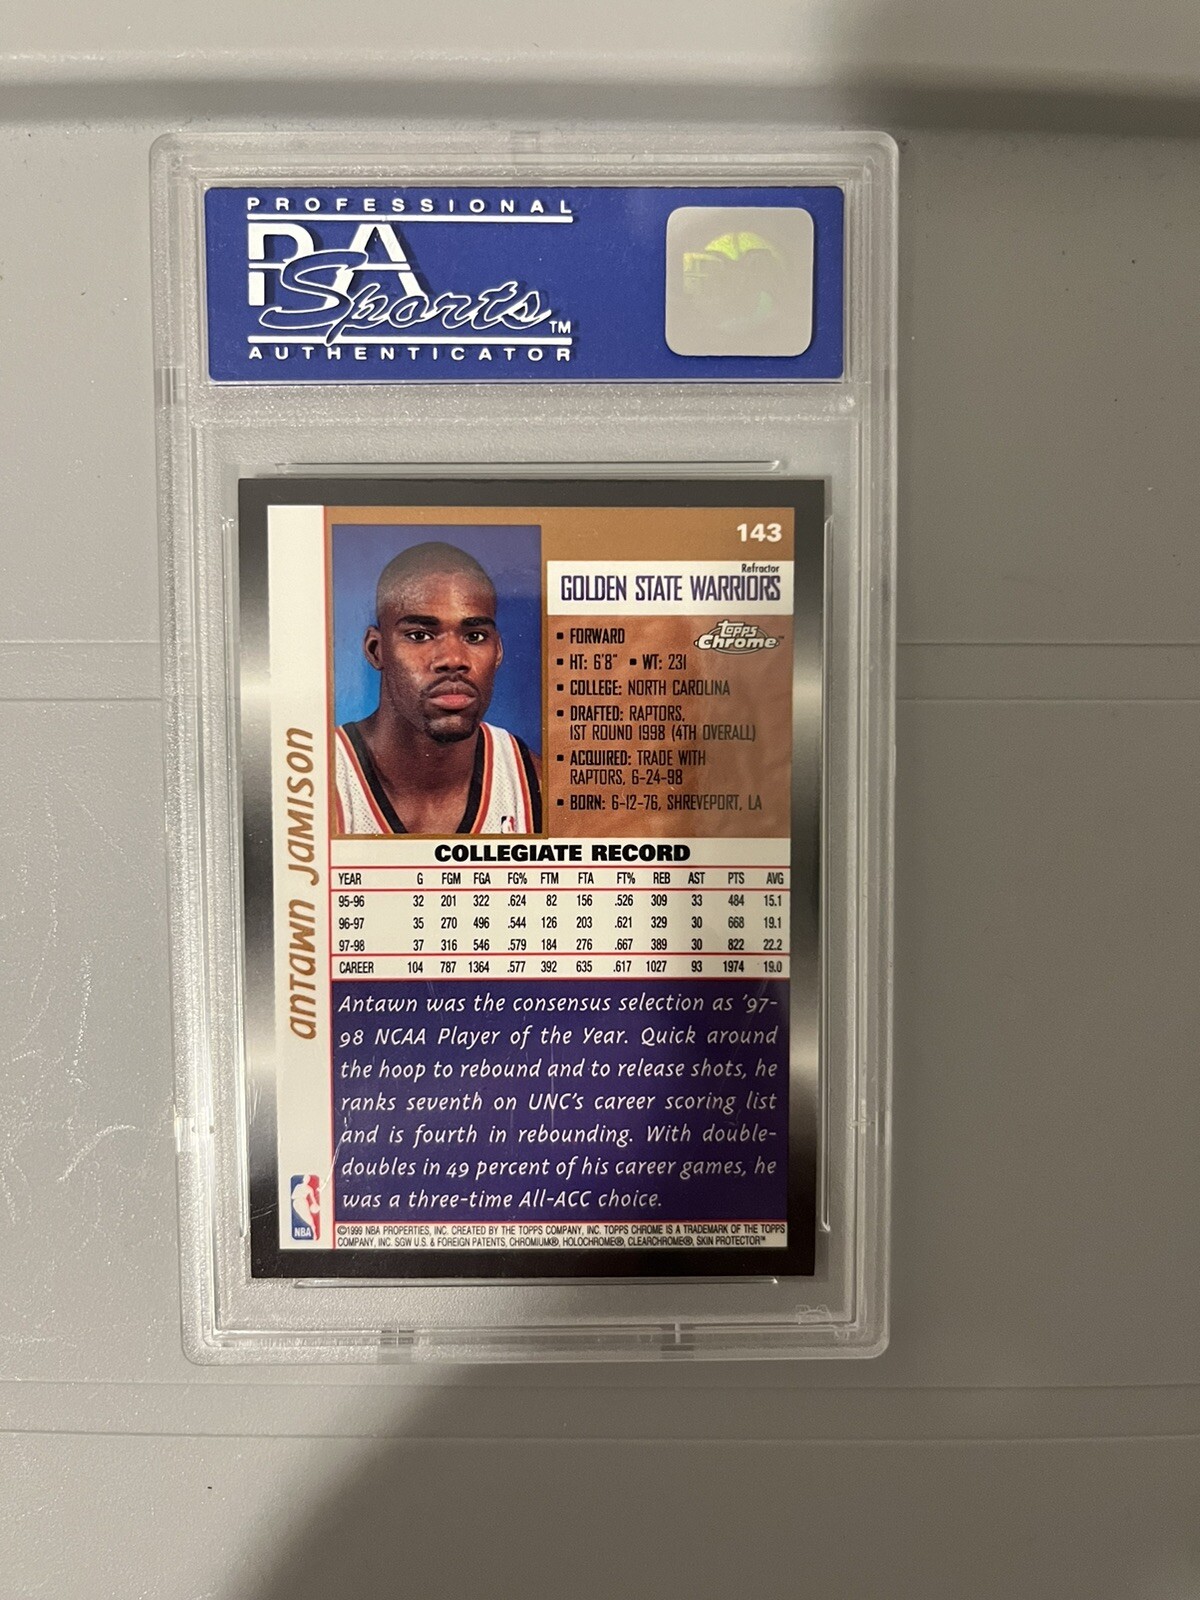 PROFESSIONAL
PA
Sports™
AUTHENTICATOR
143
Refractor
GOLDEN STATE WARRIORS
Topps
Chrome™
• FORWARD
• HT: 6'8" • WT: 231
• COLLEGE: NORTH CAROLINA
• DRAFTED: RAPTORS,
1ST ROUND 1998 (4TH OVERALL)
• ACQUIRED: TRADE WITH
RAPTORS, 6-24-98
• BORN: 6-12-76, SHREVEPORT, LA
antawn jamison
COLLEGIATE RECORD
YEAR G FGM FGA FG% FTM FTA FT% REB AST PTS AVG
95-96 32 201 322 .624 82 156 .526 309 33 484 15.1
96-97 35 270 496 .544 126 203 .621 329 30 668 19.1
97-98 37 316 546 .579 184 276 .667 389 30 822 22.2
CAREER 104 787 1364 .577 392 635 .617 1027 93 1974 19.0
Antawn was the consensus selection as '97-
98 NCAA Player of the Year. Quick around
the hoop to rebound and to release shots, he
ranks seventh on UNC's career scoring list
and is fourth in rebounding. With double-
doubles in 49 percent of his career games, he
was a three-time All-ACC choice.
NBA
©1999 NBA PROPERTIES, INC. CREATED BY THE TOPPS COMPANY, INC. TOPPS CHROME IS A TRADEMARK OF THE TOPPS
COMPANY, INC. SGW U.S. & FOREIGN PATENTS, CHROMIUM®, HOLOCHROME®, CLEARCHROME®, SKIN PROTECTOR™